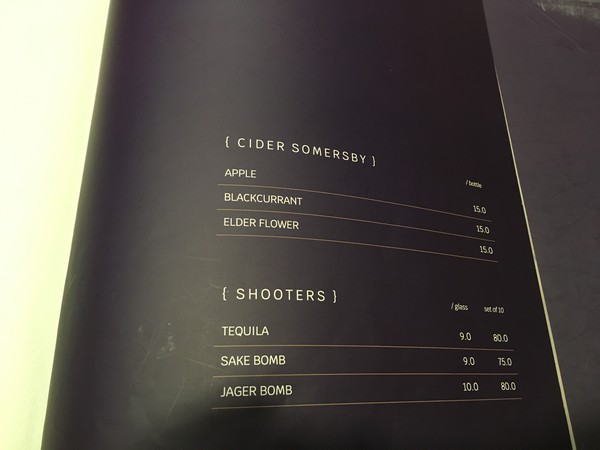 { CIDER SOMERSBY }
/ bottle
APPLE 15.0
BLACKCURRANT 15.0
ELDER FLOWER 15.0
{ SHOOTERS }
/ glass set of 10
TEQUILA 9.0 80.0
SAKE BOMB 9.0 75.0
JAGER BOMB 10.0 80.0